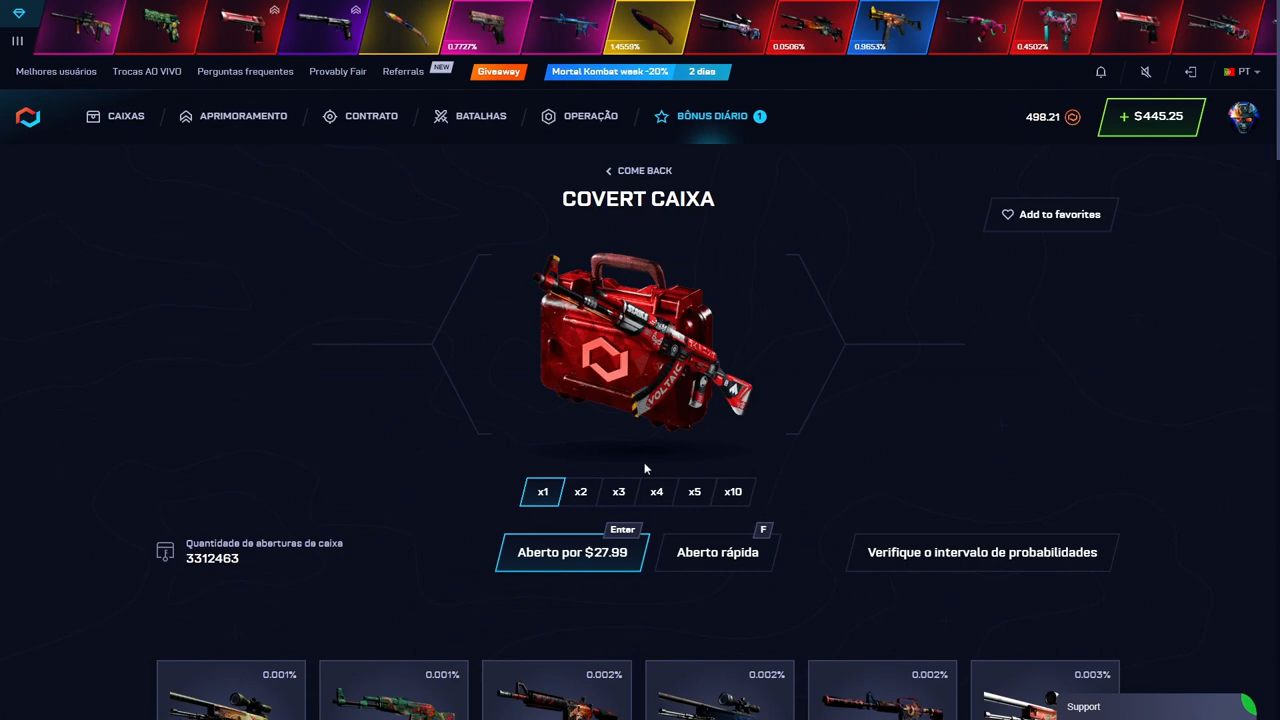 0.7727%
1.4559%
0.0506%
0.9653%
0.4502%
Melhores usuários
Trocas AO VIVO
Perguntas frequentes
Provably Fair
Referrals
NEW
Giveaway
Mortal Kombat week -20%
2 dias
PT
CAIXAS
APRIMORAMENTO
CONTRATO
BATALHAS
OPERAÇÃO
BÔNUS DIÁRIO
1
498.21
+ $445.25
COME BACK
COVERT CAIXA
Add to favorites
VOLTAIC
x1
x2
x3
x4
x5
x10
Quantidade de aberturas de caixa
3312463
Enter
Aberto por $27.99
F
Aberto rápida
Verifique o intervalo de probabilidades
0.001%
0.001%
0.002%
0.002%
0.002%
0.003%
Support